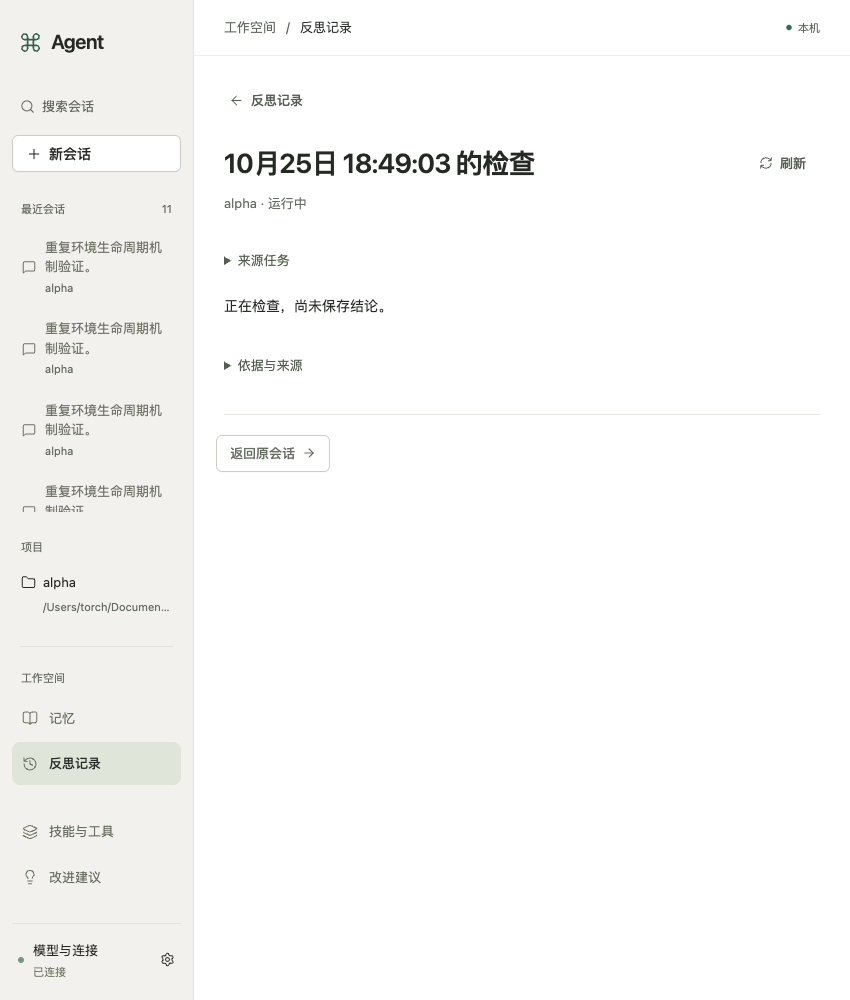 Agent
搜索会话
新会话
最近会话 11
重复环境生命周期机
制验证。
alpha
重复环境生命周期机
制验证。
alpha
重复环境生命周期机
制验证。
alpha
重复环境生命周期机
制验证
项目
alpha
/Users/torch/Documen...
工作空间
记忆
反思记录
技能与工具
改进建议
模型与连接
已连接
工作空间 / 反思记录
本机
反思记录
10月25日 18:49:03 的检查
刷新
alpha · 运行中
来源任务
正在检查，尚未保存结论。
依据与来源
返回原会话